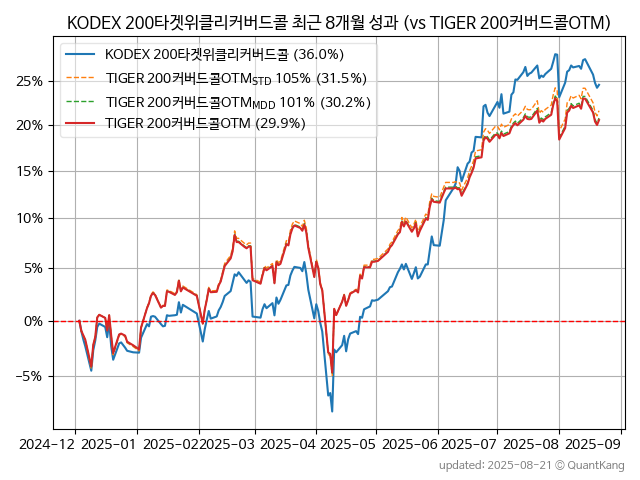 KODEX 200타겟위클리커버드콜 최근 8개월 성과 (vs TIGER 200커버드콜OTM)
KODEX 200타겟위클리커버드콜 (36.0%)
TIGER 200커버드콜OTM_STD 105% (31.5%)
TIGER 200커버드콜OTM_MDD 101% (30.2%)
TIGER 200커버드콜OTM (29.9%)
25%
20%
15%
10%
5%
0%
−5%
2024-12 2025-01 2025-02 2025-03 2025-04 2025-05 2025-06 2025-07 2025-08 2025-09
updated: 2025-08-21 © QuantKang